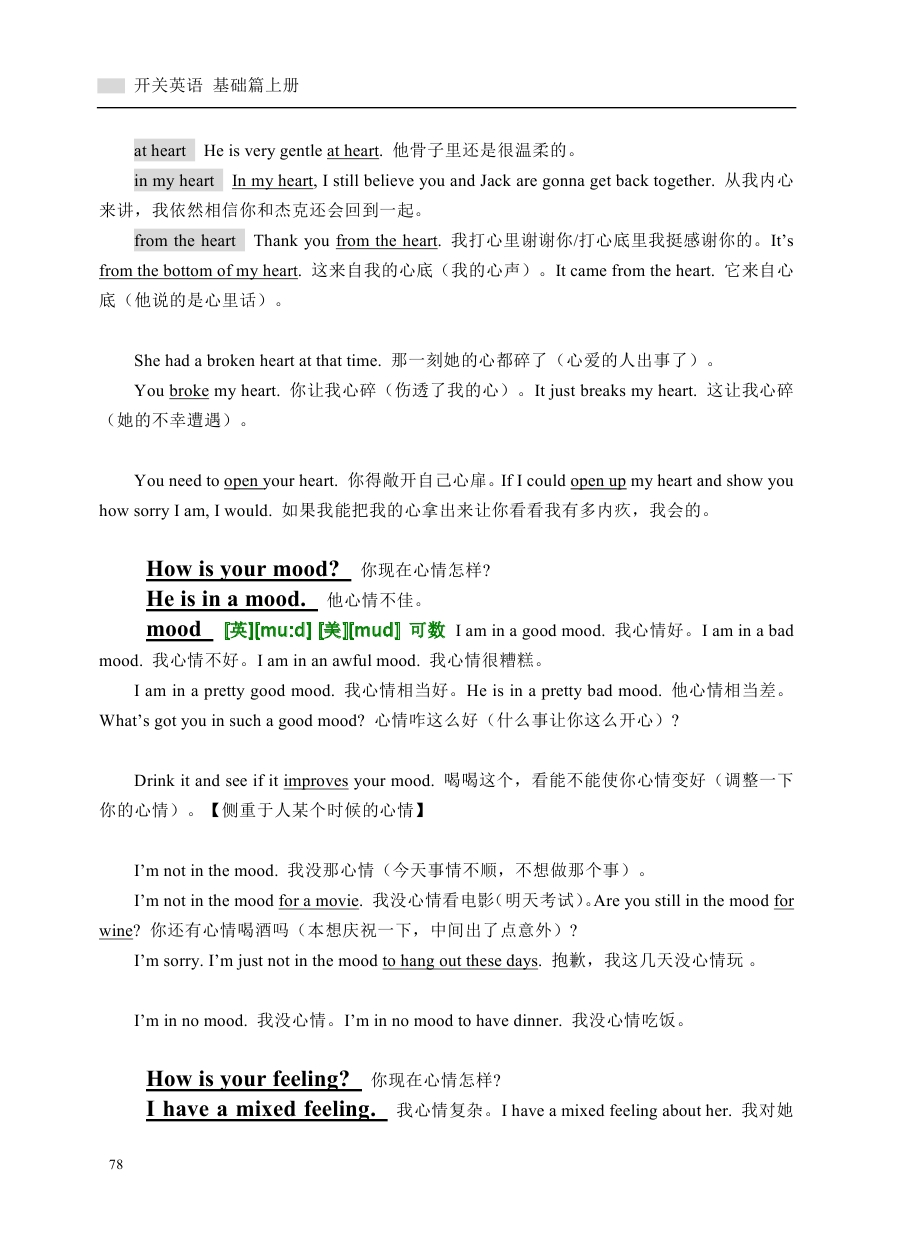 开关英语 基础篇上册
at heart He is very gentle at heart. 他骨子里还是很温柔的。
in my heart In my heart, I still believe you and Jack are gonna get back together. 从我内心
来讲，我依然相信你和杰克还会回到一起。
from the heart Thank you from the heart. 我打心里谢谢你/打心底里我挺感谢你的。It’s
from the bottom of my heart. 这来自我的心底（我的心声）。It came from the heart. 它来自心
底（他说的是心里话）。
She had a broken heart at that time. 那一刻她的心都碎了（心爱的人出事了）。
You broke my heart. 你让我心碎（伤透了我的心）。It just breaks my heart. 这让我心碎
（她的不幸遭遇）。
You need to open your heart. 你得敞开自己心扉。If I could open up my heart and show you
how sorry I am, I would. 如果我能把我的心拿出来让你看看我有多内疚，我会的。
How is your mood? 你现在心情怎样?
He is in a mood. 他心情不佳。
mood [英][mu:d] [美][mud] 可数 I am in a good mood. 我心情好。I am in a bad
mood. 我心情不好。I am in an awful mood. 我心情很糟糕。
I am in a pretty good mood. 我心情相当好。He is in a pretty bad mood. 他心情相当差。
What’s got you in such a good mood? 心情咋这么好（什么事让你这么开心）?
Drink it and see if it improves your mood. 喝喝这个，看能不能使你心情变好（调整一下
你的心情）。【侧重于人某个时候的心情】
I’m not in the mood. 我没那心情（今天事情不顺，不想做那个事）。
I’m not in the mood for a movie. 我没心情看电影（明天考试）。Are you still in the mood for
wine? 你还有心情喝酒吗（本想庆祝一下，中间出了点意外）?
I’m sorry. I’m just not in the mood to hang out these days. 抱歉，我这几天没心情玩 。
I’m in no mood. 我没心情。I’m in no mood to have dinner. 我没心情吃饭。
How is your feeling? 你现在心情怎样?
I have a mixed feeling. 我心情复杂。I have a mixed feeling about her. 我对她
78